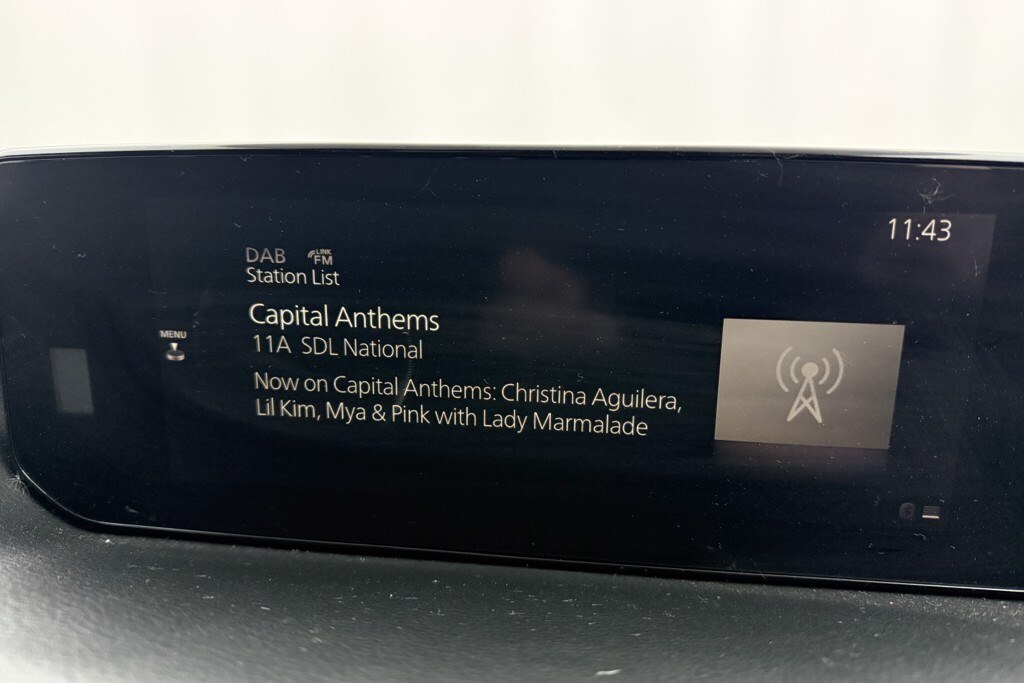 11:43
DAB LINK FM
Station List
Capital Anthems
MENU
11A SDL National
Now on Capital Anthems: Christina Aguilera,
Lil Kim, Mya & Pink with Lady Marmalade